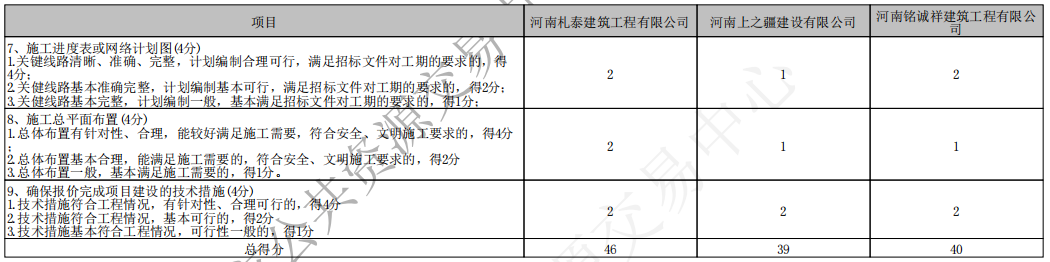 项目 河南札泰建筑工程有限公司 河南上之疆建设有限公司 河南铭诚祥建筑工程有限公司
7、施工进度表或网络计划图(4分)
1.关键线路清晰、准确、完整，计划编制合理可行，满足招标文件对工期的要求的，得
4分；
2.关健线路基本准确完整，计划编制基本可行，满足招标文件对工期的要求的，得2分；
3.关健线路基本完整，计划编制一般，基本满足招标文件对工期的要求的，得1分；
2 1 2
8、施工总平面布置(4分)
1.总体布置有针对性、合理，能较好满足施工需要，符合安全、文明施工要求的，得4分
；
2.总体布置基本合理，能满足施工需要的，符合安全、文明施工要求的，得2分
3.总体布置一般，基本满足施工需要的，得1分。
2 1 1
9、确保报价完成项目建设的技术措施(4分)
1.技术措施符合工程情况，有针对性、合理可行的，得4分
2.技术措施符合工程情况，基本可行的，得2分
3.技术措施基本符合工程情况，可行性一般的，得1分
2 2 2
总得分 46 39 40
公共资源交易中
源交易中心